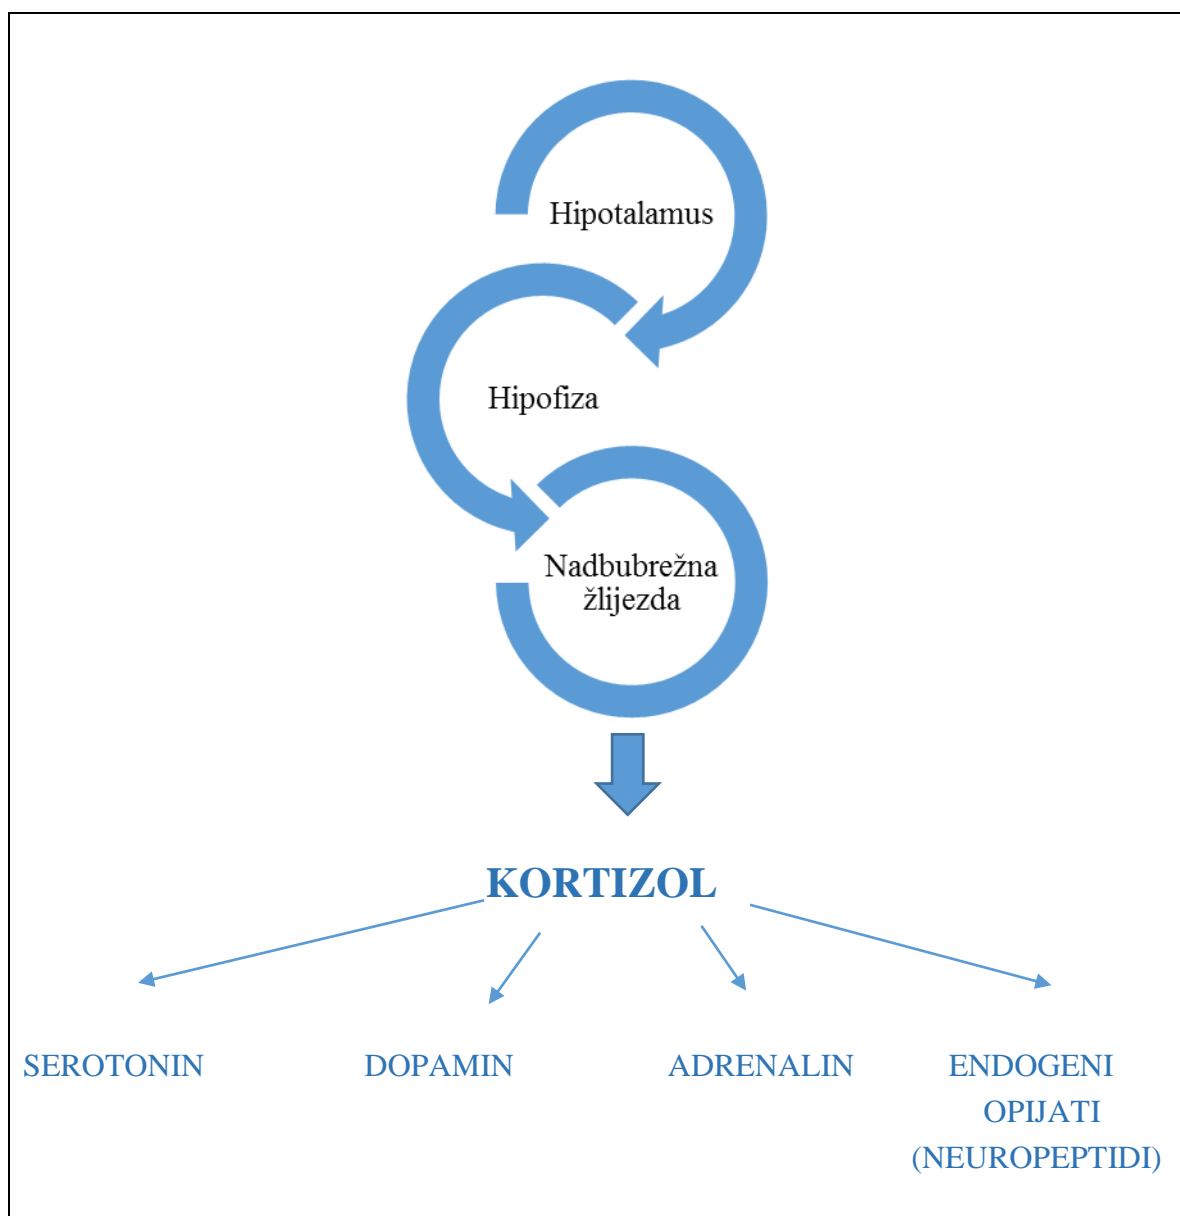 Hipotalamus
Hipofiza
Nadbubrežna
žlijezda
KORTIZOL
SEROTONIN
DOPAMIN
ADRENALIN
ENDOGENI
OPIJATI
(NEUROPEPTIDI)